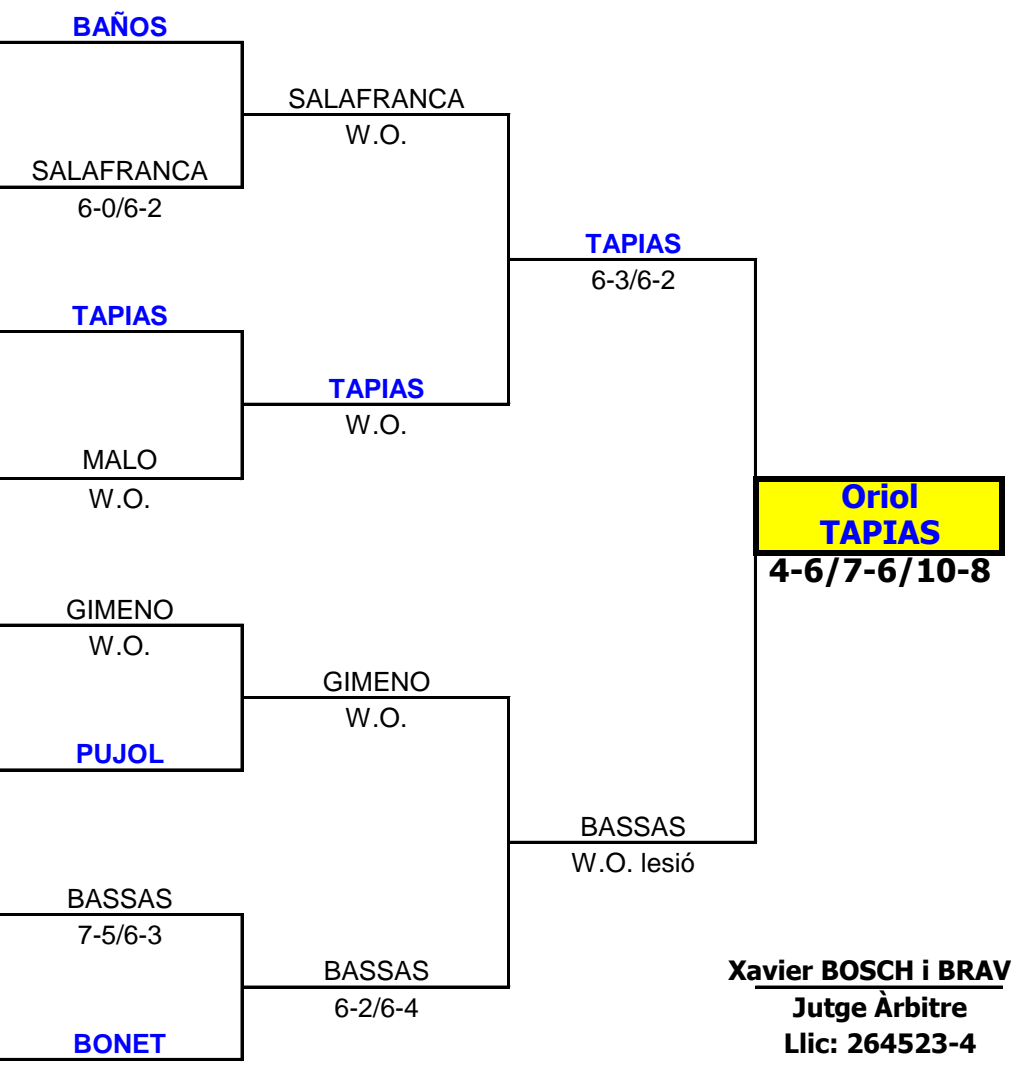 BAÑOS
SALAFRANCA
W.O.
SALAFRANCA
6-0/6-2
TAPIAS
6-3/6-2
TAPIAS
TAPIAS
W.O.
MALO
W.O.
Oriol
TAPIAS
4-6/7-6/10-8
GIMENO
W.O.
GIMENO
W.O.
PUJOL
BASSAS
W.O. lesió
BASSAS
7-5/6-3
BASSAS
6-2/6-4
BONET
Xavier BOSCH i BRAV
Jutge Àrbitre
Llic: 264523-4